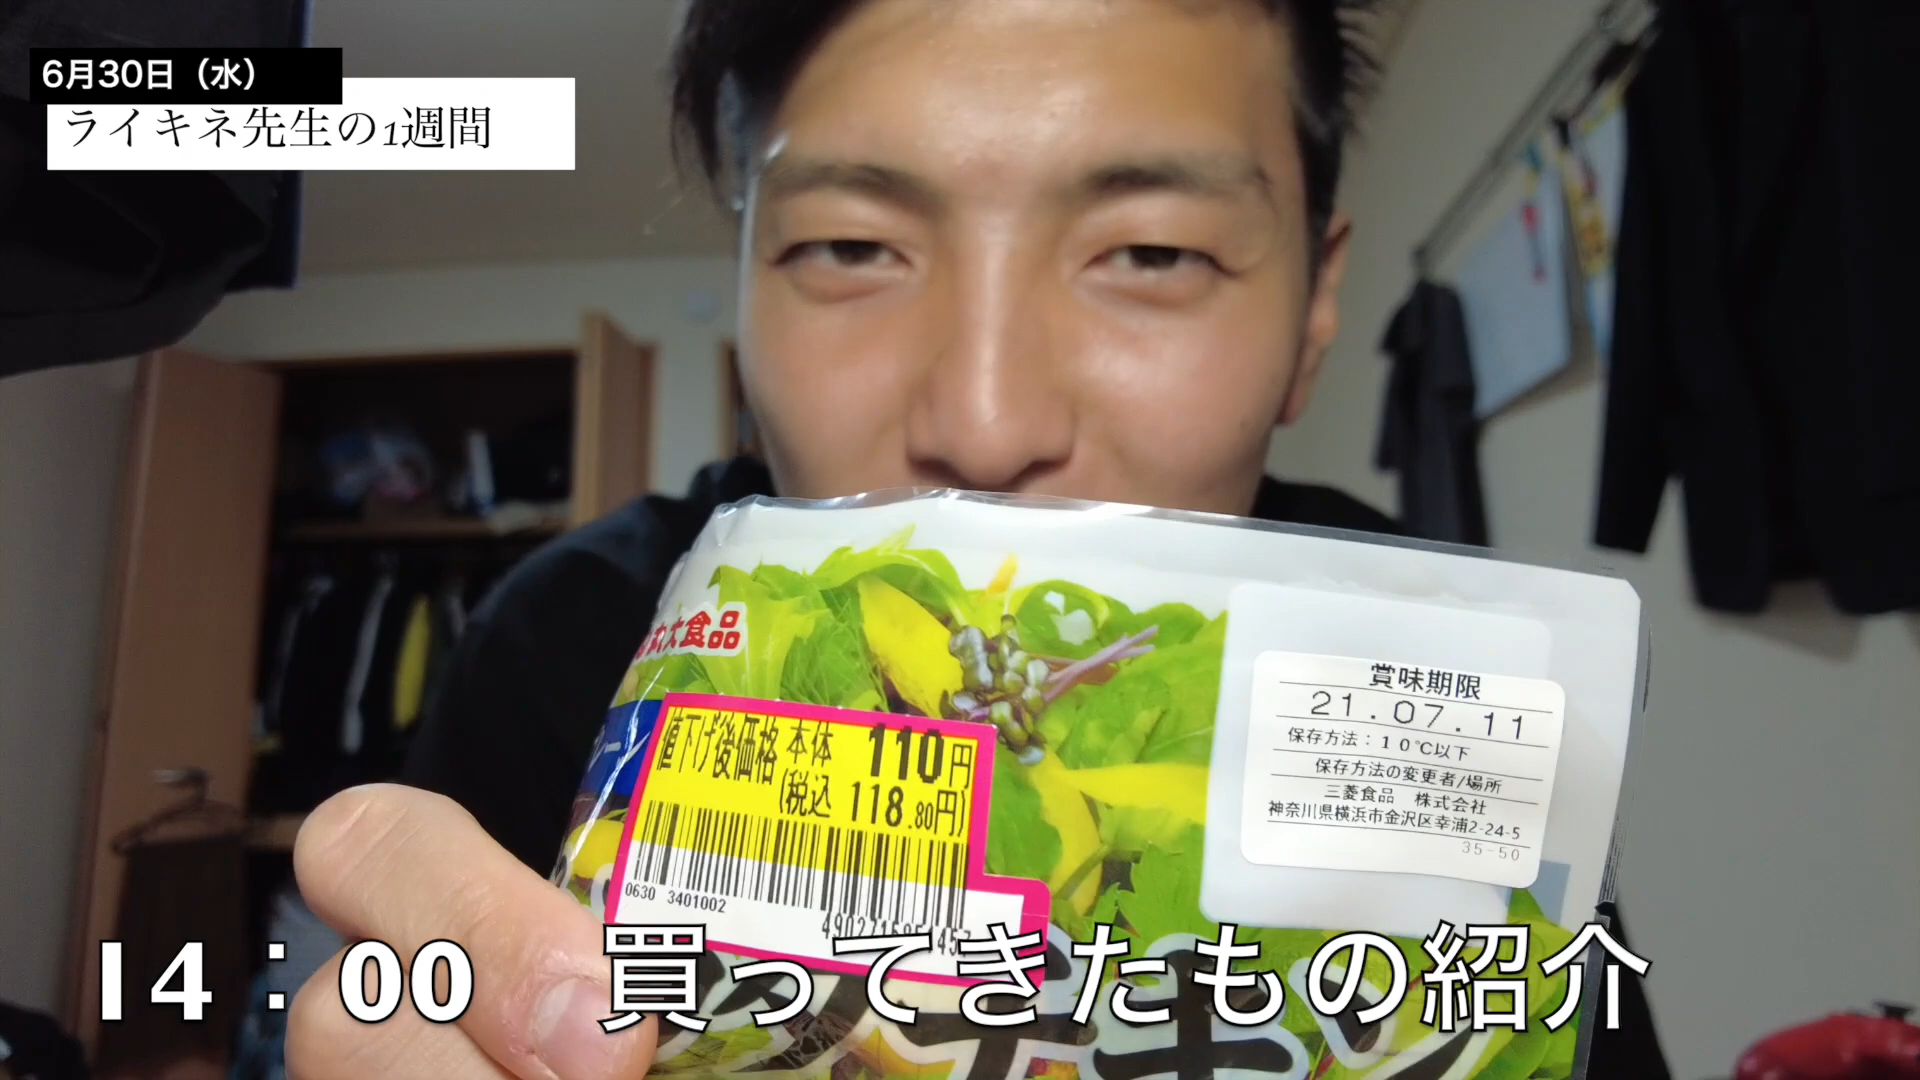 6月30日（水）
ライキネ先生の1週間
丸大食品
値下げ後価格 本体 110円
(税込 118.80円)
0630 3401002
賞味期限
21.07.11
保存方法：10℃以下
保存方法の変更者/場所
三菱食品 株式会社
神奈川県横浜市金沢区幸浦2-24-5
35-50
14：00 買ってきたもの紹介